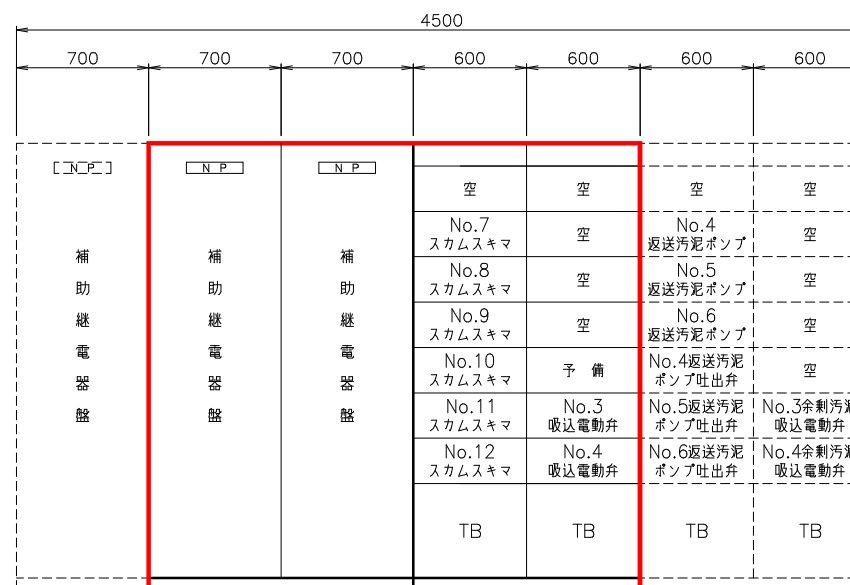 4500
700 700 700 600 600 600 600
N P N P N P
補助継電器盤
補助継電器盤
補助継電器盤
空 空 空 空
No.7
スカムスキマ
空
No.4
返送汚泥ポンプ
空
No.8
スカムスキマ
空
No.5
返送汚泥ポンプ
空
No.9
スカムスキマ
空
No.6
返送汚泥ポンプ
空
No.10
スカムスキマ
予 備
No.4返送汚泥
ポンプ吐出弁
空
No.11
スカムスキマ
No.3
吸込電動弁
No.5返送汚泥
ポンプ吐出弁
No.3余剰汚泥
吸込電動弁
No.12
スカムスキマ
No.4
吸込電動弁
No.6返送汚泥
ポンプ吐出弁
No.4余剰汚泥
吸込電動弁
TB TB TB TB